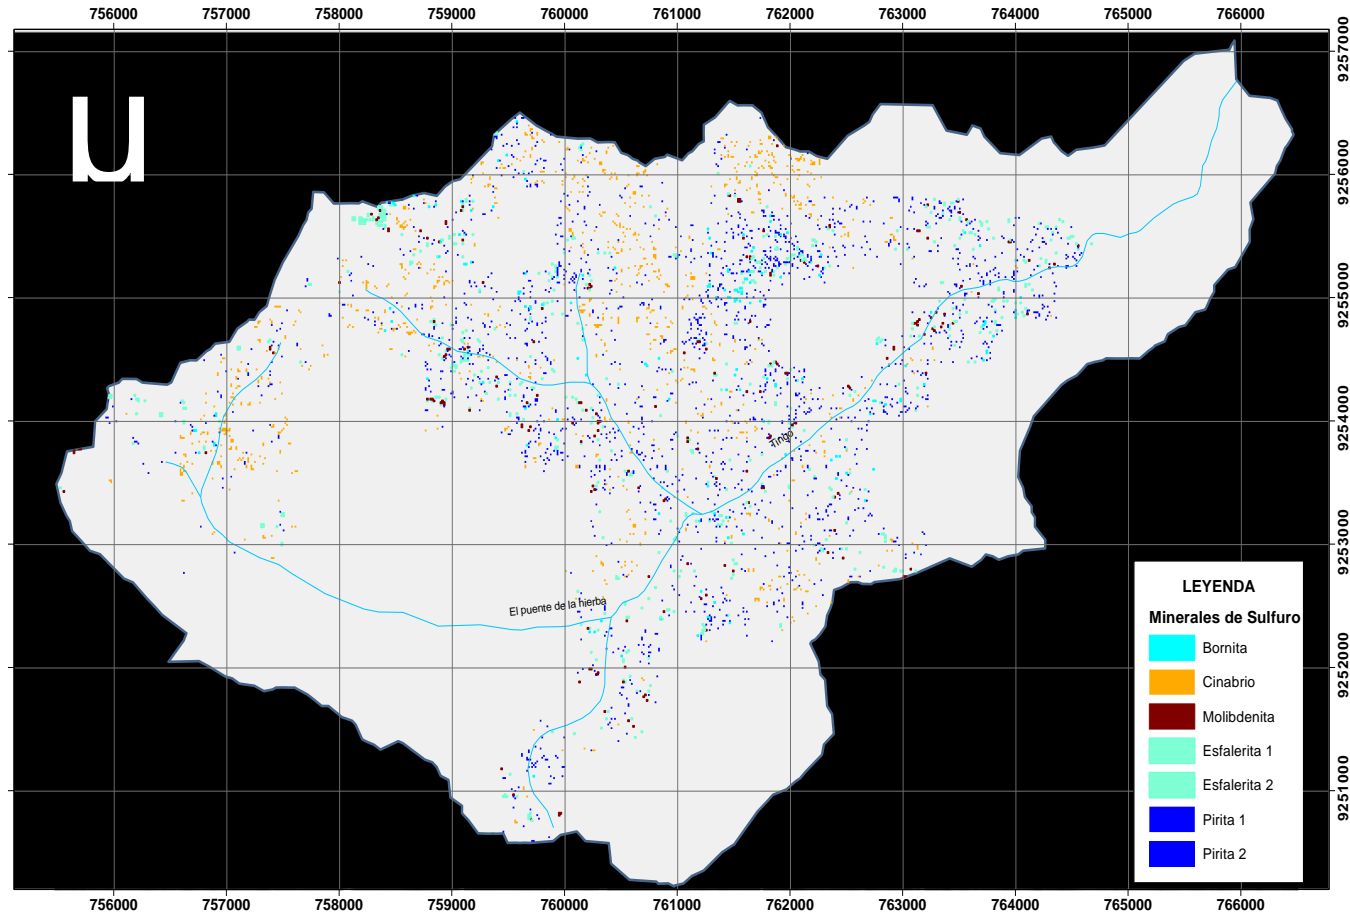 756000 757000 758000 759000 760000 761000 762000 763000 764000 765000 766000
u
9257000
9256000
9255000
9254000
9253000
9252000
9251000
Tingo
El puente de la hierba
LEYENDA
Minerales de Sulfuro
Bornita
Cinabrio
Molibdenita
Esfalerita 1
Esfalerita 2
Pirita 1
Pirita 2
756000 757000 758000 759000 760000 761000 762000 763000 764000 765000 766000